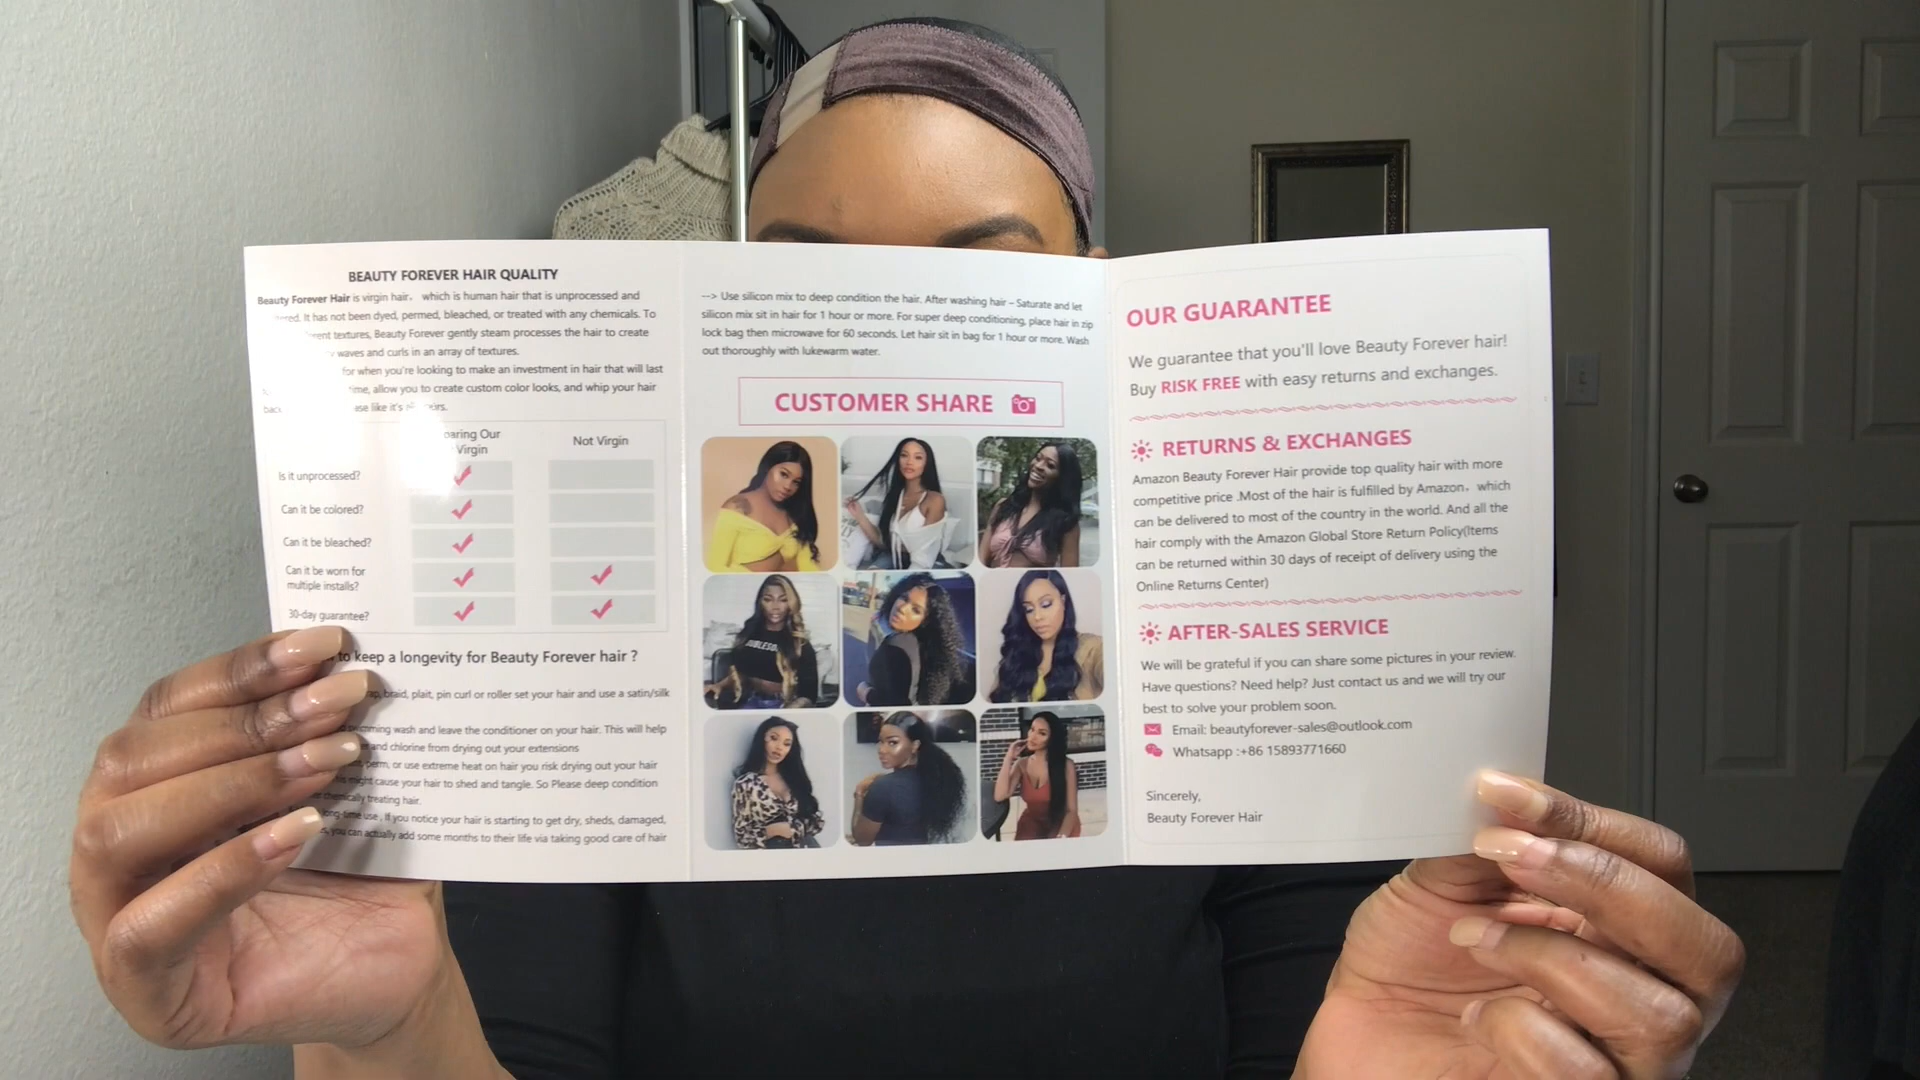 BEAUTY FOREVER HAIR QUALITY
Beauty Forever Hair is virgin hair， which is human hair that is unprocessed and
It has not been dyed, permed, bleached, or treated with any chemicals. To
textures, Beauty Forever gently steam processes the hair to create
waves and curls in an array of textures.
for when you're looking to make an investment in hair that will last
time, allow you to create custom color looks, and whip your hair
like it's
Our
Virgin
Not Virgin
Is it unprocessed?
Can it be colored?
Can it be bleached?
Can it be worn for
multiple installs?
30-day guarantee?
to keep a longevity for Beauty Forever hair ?
braid, plait, pin curl or roller set your hair and use a satin/silk
wash and leave the conditioner on your hair. This will help
and chlorine from drying out your extensions
perm, or use extreme heat on hair you risk drying out your hair
might cause your hair to shed and tangle. So Please deep condition
chemically treating hair.
long-time use , If you notice your hair is starting to get dry, sheds, damaged,
you can actually add some months to their life via taking good care of hair
--> Use silicon mix to deep condition the hair. After washing hair – Saturate and let
silicon mix sit in hair for 1 hour or more. For super deep conditioning, place hair in zip
lock bag then microwave for 60 seconds. Let hair sit in bag for 1 hour or more. Wash
out thoroughly with lukewarm water.
CUSTOMER SHARE
OUR GUARANTEE
We guarantee that you'll love Beauty Forever hair!
Buy RISK FREE with easy returns and exchanges.
RETURNS & EXCHANGES
Amazon Beauty Forever Hair provide top quality hair with more
competitive price .Most of the hair is fulfilled by Amazon，which
can be delivered to most of the country in the world. And all the
hair comply with the Amazon Global Store Return Policy(Items
can be returned within 30 days of receipt of delivery using the
Online Returns Center)
AFTER-SALES SERVICE
We will be grateful if you can share some pictures in your review.
Have questions? Need help? Just contact us and we will try our
best to solve your problem soon.
Email: beautyforever-sales@outlook.com
Whatsapp :+86 15893771660
Sincerely,
Beauty Forever Hair